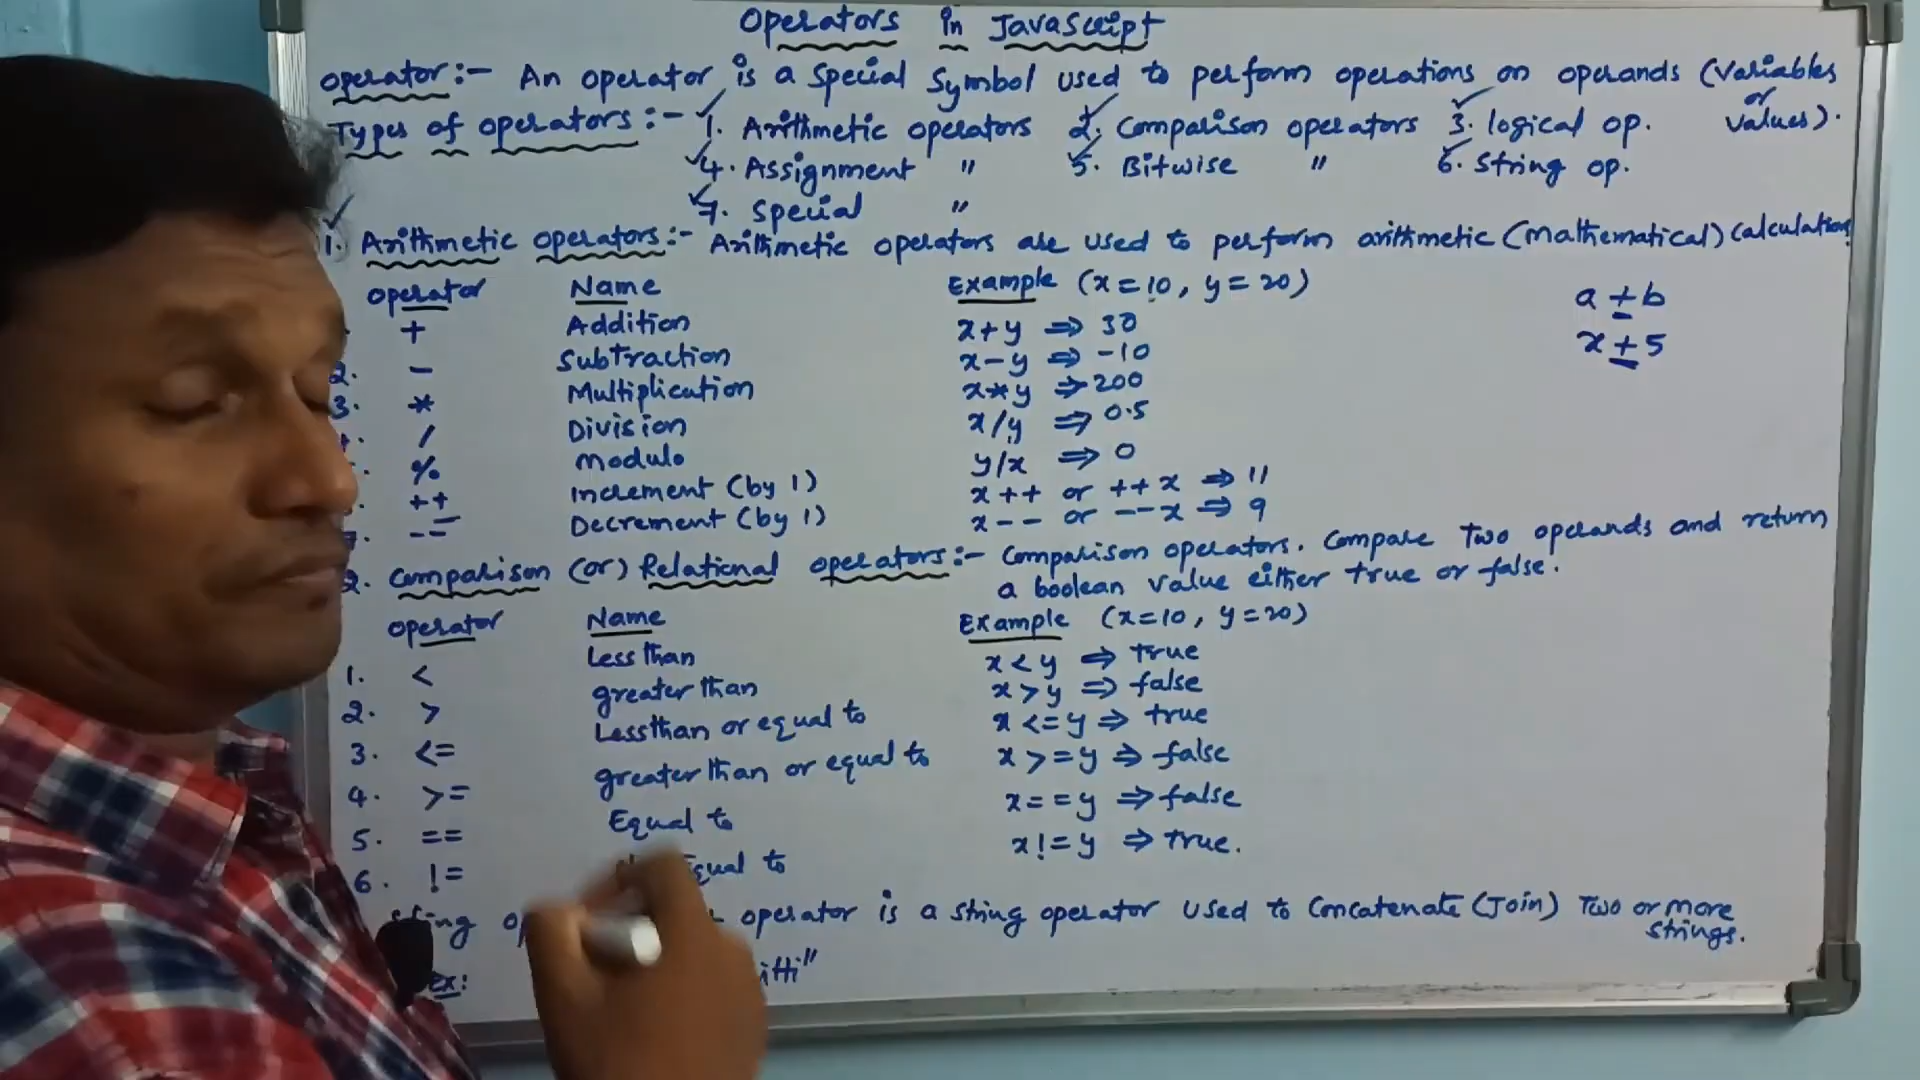 Operators in JavaScript
operator:- An operator is a special symbol used to perform operations on operands (variables or values).
Types of operators:- 1. Arithmetic operators 2. Comparison operators 3. logical op.
4. Assignment " 5. Bitwise " 6. String op.
7. Special "
1. Arithmetic operators:- Arithmetic operators are used to perform arithmetic (mathematical) calculations
operator Name Example (x=10, y=20)
+ Addition x+y ⇒ 30
2. - Subtraction x-y ⇒ -10
3. * Multiplication x*y ⇒ 200
/ Division x/y ⇒ 0.5
% Modulo y/x ⇒ 0
++ Increment (by 1) x++ or ++x ⇒ 11
7. -- Decrement (by 1) x-- or --x ⇒ 9
a+b
x+5
2. Comparison (or) Relational operators:- Comparison operators. Compare two operands and return
a boolean value either true or false.
operator Name Example (x=10, y=20)
1. < Less than x<y ⇒ true
2. > greater than x>y ⇒ false
3. <= Less than or equal to x<=y ⇒ true
4. >= greater than or equal to x>=y ⇒ false
5. == Equal to x==y ⇒ false
6. != equal to x!=y ⇒ true.
operator is a string operator used to Concatenate (Join) two or more
strings.
Ex: